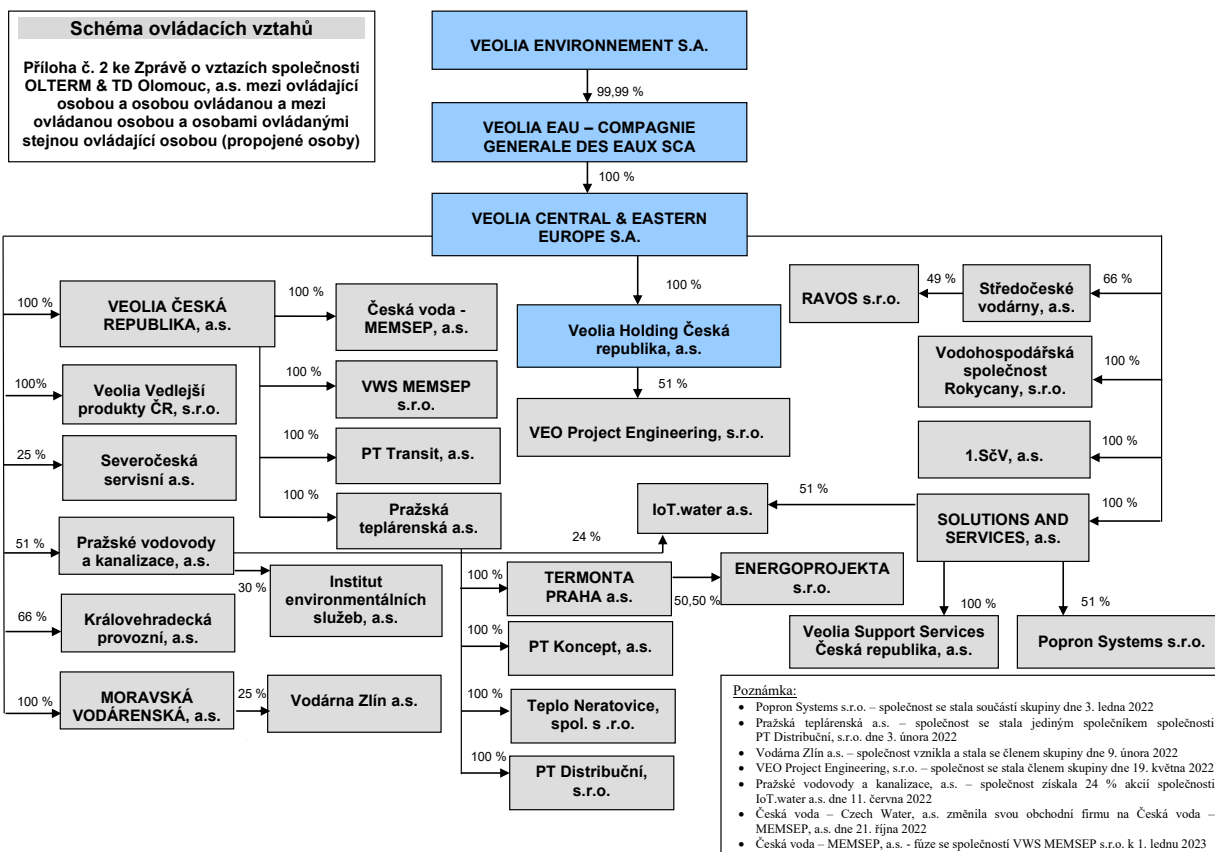 Schéma ovládacích vztahů
Příloha č. 2 ke Zprávě o vztazích společnosti
OLTERM & TD Olomouc, a.s. mezi ovládající
osobou a osobou ovládanou a mezi
ovládanou osobou a osobami ovládanými
stejnou ovládající osobou (propojené osoby)
VEOLIA ENVIRONNEMENT S.A.
99,99 %
VEOLIA EAU – COMPAGNIE
GENERALE DES EAUX SCA
100 %
VEOLIA CENTRAL & EASTERN
EUROPE S.A.
100 %
VEOLIA ČESKÁ
REPUBLIKA, a.s.
100 %
Česká voda -
MEMSEP, a.s.
100 %
Veolia Holding Česká
republika, a.s.
51 %
VEO Project Engineering, s.r.o.
RAVOS s.r.o.
49 %
Středočeské
vodárny, a.s.
66 %
Vodohospodářská
společnost
Rokycany, s.r.o.
100 %
100%
Veolia Vedlejší
produkty ČR, s.r.o.
100 %
VWS MEMSEP
s.r.o.
25 %
Severočeská
servisní a.s.
100 %
PT Transit, a.s.
1.SčV, a.s.
100 %
100 %
Pražská
teplárenská a.s.
IoT.water a.s.
51 %
SOLUTIONS AND
SERVICES, a.s.
100 %
51 %
Pražské vodovody
a kanalizace, a.s.
24 %
30 %
Institut
environmentálních
služeb, a.s.
100 %
TERMONTA
PRAHA a.s.
50,50 %
ENERGOPROJEKTA
s.r.o.
100 %
Veolia Support Services
Česká republika, a.s.
51 %
Popron Systems s.r.o.
66 %
Královehradecká
provozní, a.s.
100 %
PT Koncept, a.s.
100 %
MORAVSKÁ
VODÁRENSKÁ, a.s.
25 %
Vodárna Zlín a.s.
100 %
Teplo Neratovice,
spol. s .r.o.
100 %
PT Distribuční,
s.r.o.
Poznámka:
• Popron Systems s.r.o. – společnost se stala součástí skupiny dne 3. ledna 2022
• Pražská teplárenská a.s. – společnost se stala jediným společníkem společnosti
PT Distribuční, s.r.o. dne 3. února 2022
• Vodárna Zlín a.s. – společnost vznikla a stala se členem skupiny dne 9. února 2022
• VEO Project Engineering, s.r.o. – společnost se stala členem skupiny dne 19. května 2022
• Pražské vodovody a kanalizace, a.s. – společnost získala 24 % akcií společnosti
IoT.water a.s. dne 11. června 2022
• Česká voda – Czech Water, a.s. změnila svou obchodní firmu na Česká voda –
MEMSEP, a.s. dne 21. října 2022
• Česká voda – MEMSEP, a.s. - fúze se společností VWS MEMSEP s.r.o. k 1. lednu 2023